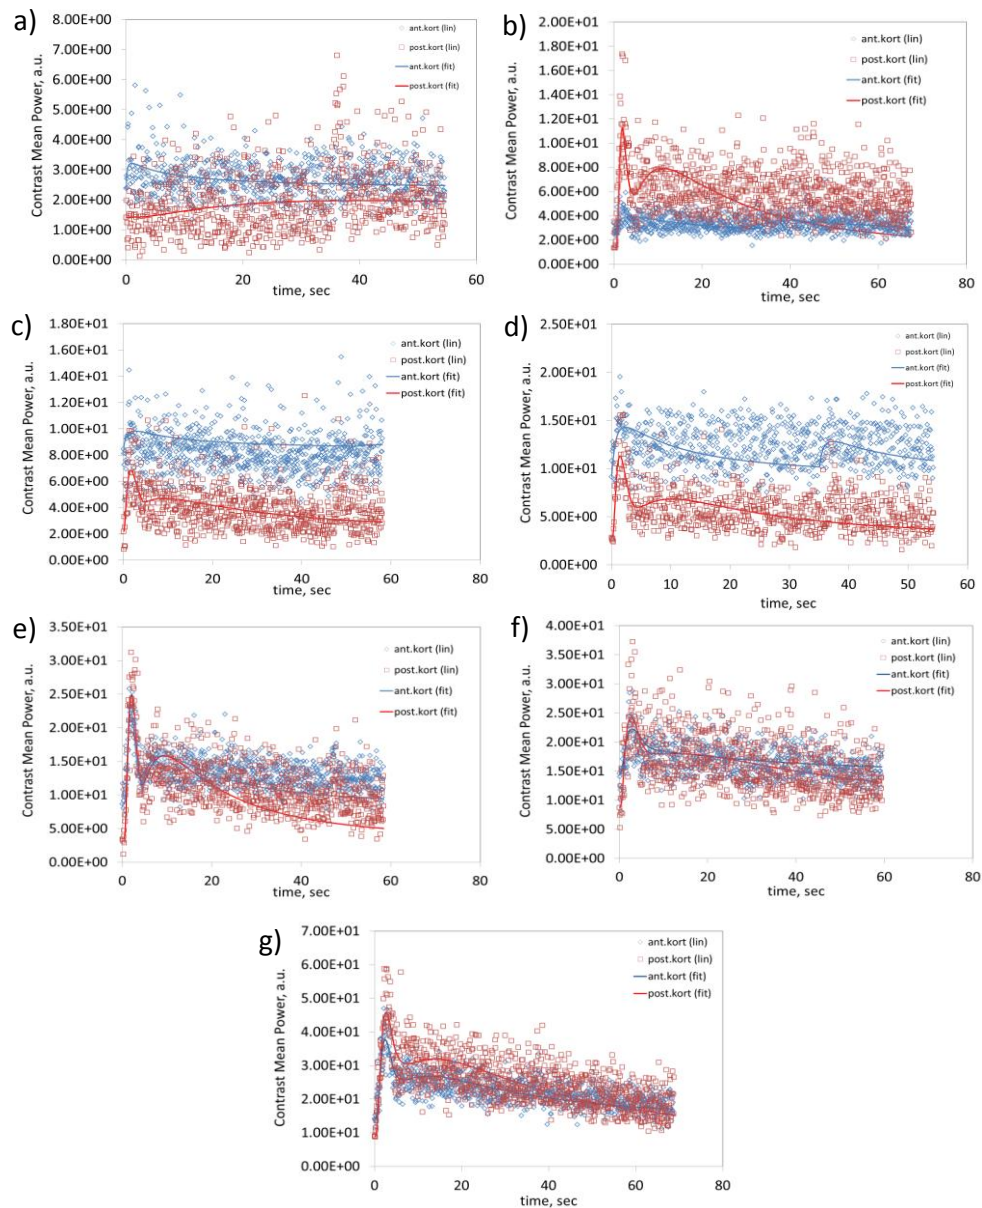 a)
Contrast Mean Power, a.u.
8.00E+00
7.00E+00
6.00E+00
5.00E+00
4.00E+00
3.00E+00
2.00E+00
1.00E+00
0.00E+00
0 20 40 60
time, sec
ant.kort (lin)
post.kort (lin)
ant.kort (fit)
post.kort (fit)
b)
Contrast Mean Power, a.u.
2.00E+01
1.80E+01
1.60E+01
1.40E+01
1.20E+01
1.00E+01
8.00E+00
6.00E+00
4.00E+00
2.00E+00
0.00E+00
0 20 40 60 80
time, sec
ant.kort (lin)
post.kort (lin)
ant.kort (fit)
post.kort (fit)
c)
Contrast Mean Power, a.u.
1.80E+01
1.60E+01
1.40E+01
1.20E+01
1.00E+01
8.00E+00
6.00E+00
4.00E+00
2.00E+00
0.00E+00
0 20 40 60 80
time, sec
ant.kort (lin)
post.kort (lin)
ant.kort (fit)
post.kort (fit)
d)
Contrast Mean Power, a.u.
2.50E+01
2.00E+01
1.50E+01
1.00E+01
5.00E+00
0.00E+00
0 10 20 30 40 50 60
time, sec
ant.kort (lin)
post.kort (lin)
ant.kort (fit)
post.kort (fit)
e)
Contrast Mean Power, a.u.
3.50E+01
3.00E+01
2.50E+01
2.00E+01
1.50E+01
1.00E+01
5.00E+00
0.00E+00
0 20 40 60 80
time, sec
ant.kort (lin)
post.kort (lin)
ant.kort (fit)
post.kort (fit)
f)
Contrast Mean Power, a.u.
4.00E+01
3.50E+01
3.00E+01
2.50E+01
2.00E+01
1.50E+01
1.00E+01
5.00E+00
0.00E+00
0 20 40 60 80
time, sec
ant.kort (lin)
post.kort (lin)
ant.kort (fit)
post.kort (fit)
g)
Contrast Mean Power, a.u.
7.00E+01
6.00E+01
5.00E+01
4.00E+01
3.00E+01
2.00E+01
1.00E+01
0.00E+00
0 20 40 60 80
time, sec
ant.kort (lin)
post.kort (lin)
ant.kort (fit)
post.kort (fit)